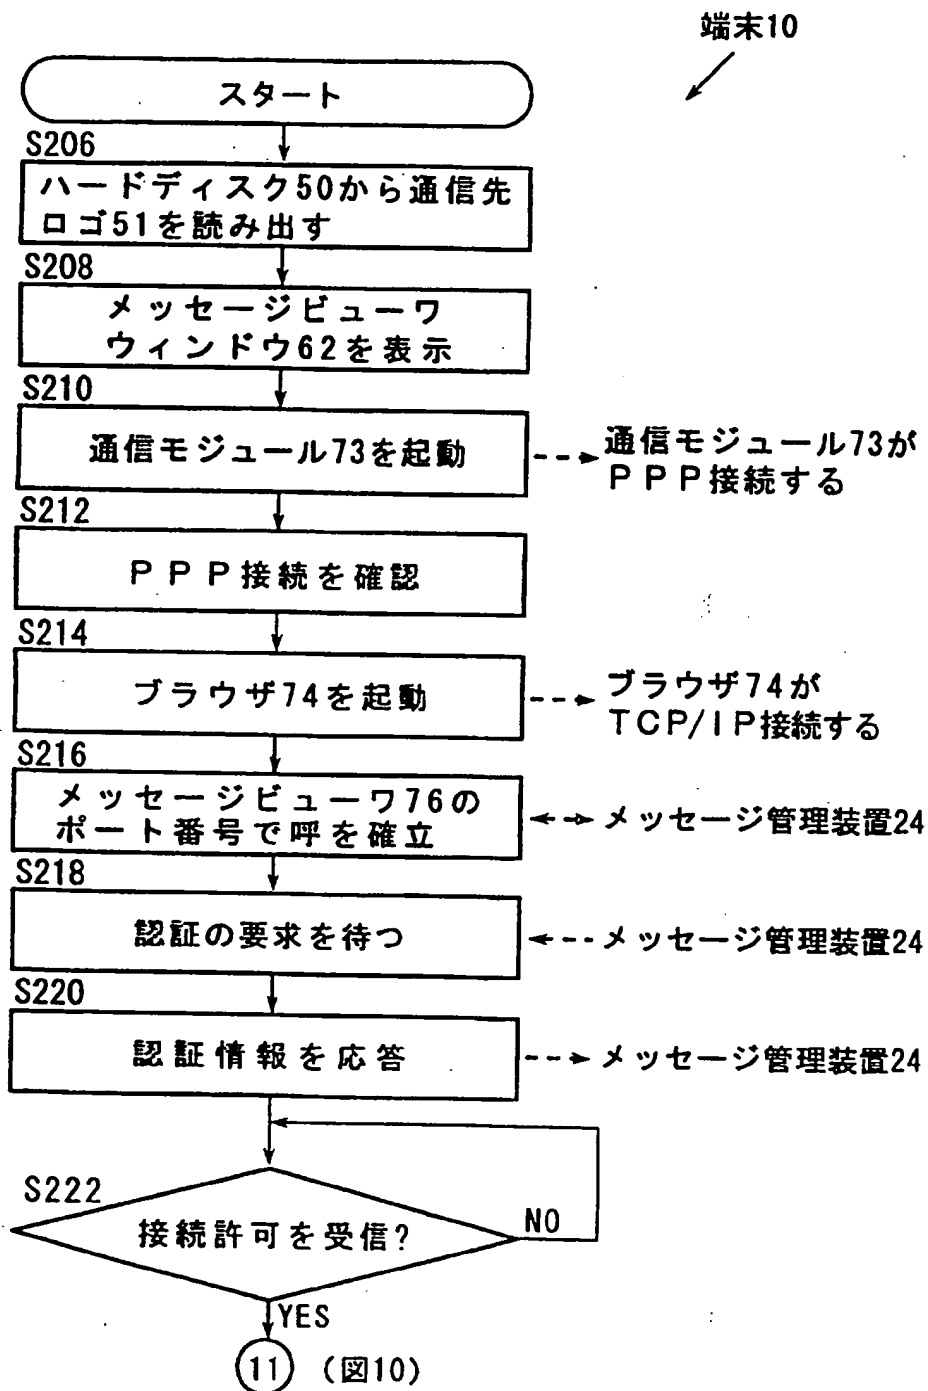 端末10
スタート
S206
ハードディスク50から通信先
ロゴ51を読み出す
S208
メッセージビューワ
ウィンドウ62を表示
S210
通信モジュール73を起動
通信モジュール73が
PPP接続する
S212
PPP接続を確認
S214
ブラウザ74を起動
ブラウザ74が
TCP/IP接続する
S216
メッセージビューワ76の
ポート番号で呼を確立
メッセージ管理装置24
S218
認証の要求を待つ
メッセージ管理装置24
S220
認証情報を応答
メッセージ管理装置24
S222
接続許可を受信?
NO
YES
11 (図10)